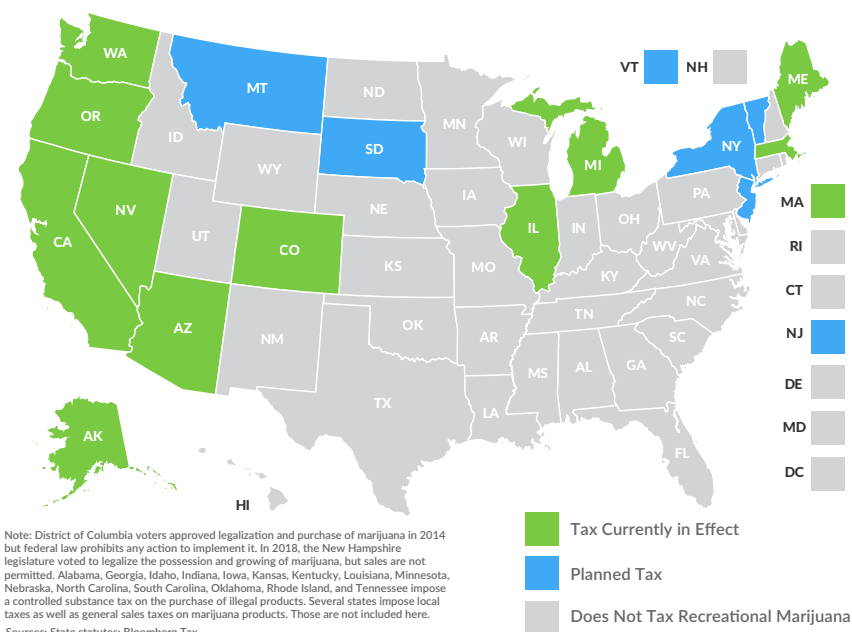 WA
MT
ND
MN
VT
NH
ME
OR
ID
SD
WI
NY
WY
MI
NV
NE
IA
PA
MA
CA
UT
CO
IL
IN
OH
RI
KS
MO
WV
VA
KY
CT
AZ
NM
OK
AR
TN
NC
NJ
SC
TX
MS
AL
GA
DE
LA
MD
AK
FL
DC
HI
Note: District of Columbia voters approved legalization and purchase of marijuana in 2014
but federal law prohibits any action to implement it. In 2018, the New Hampshire
legislature voted to legalize the possession and growing of marijuana, but sales are not
permitted. Alabama, Georgia, Idaho, Indiana, Iowa, Kansas, Kentucky, Louisiana, Minnesota,
Nebraska, North Carolina, South Carolina, Oklahoma, Rhode Island, and Tennessee impose
a controlled substance tax on the purchase of illegal products. Several states impose local
taxes as well as general sales taxes on marijuana products. Those are not included here.
Sources: State statutes; Bloomberg Tax
Tax Currently in Effect
Planned Tax
Does Not Tax Recreational Marijuana